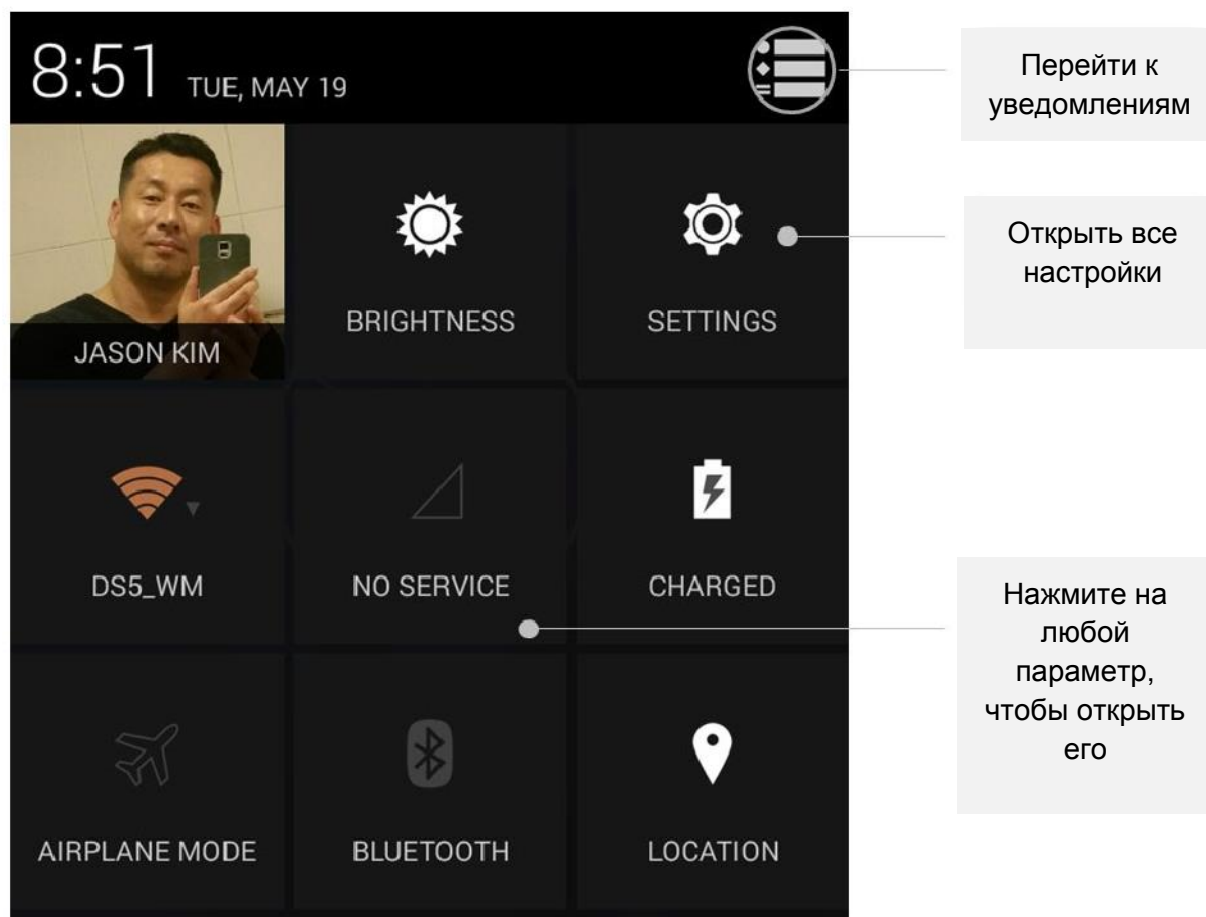 8:51 TUE, MAY 19
Перейти к
уведомлениям
JASON KIM
BRIGHTNESS
SETTINGS
Открыть все
настройки
DS5_WM
NO SERVICE
CHARGED
Нажмите на
любой
параметр,
чтобы открыть
его
AIRPLANE MODE
BLUETOOTH
LOCATION